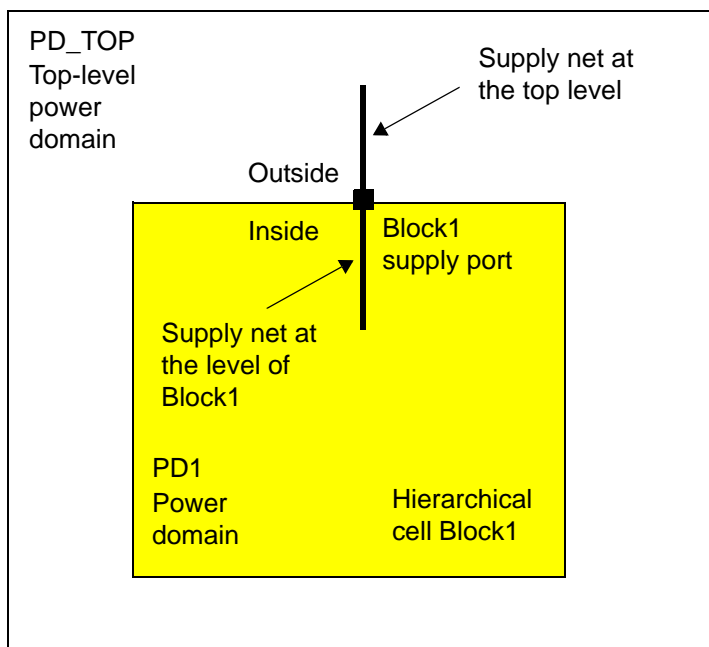 PD_TOP
Top-level
power
domain
Supply net at
the top level
Outside
Inside
Block1
supply port
Supply net at
the level of
Block1
PD1
Power
domain
Hierarchical
cell Block1